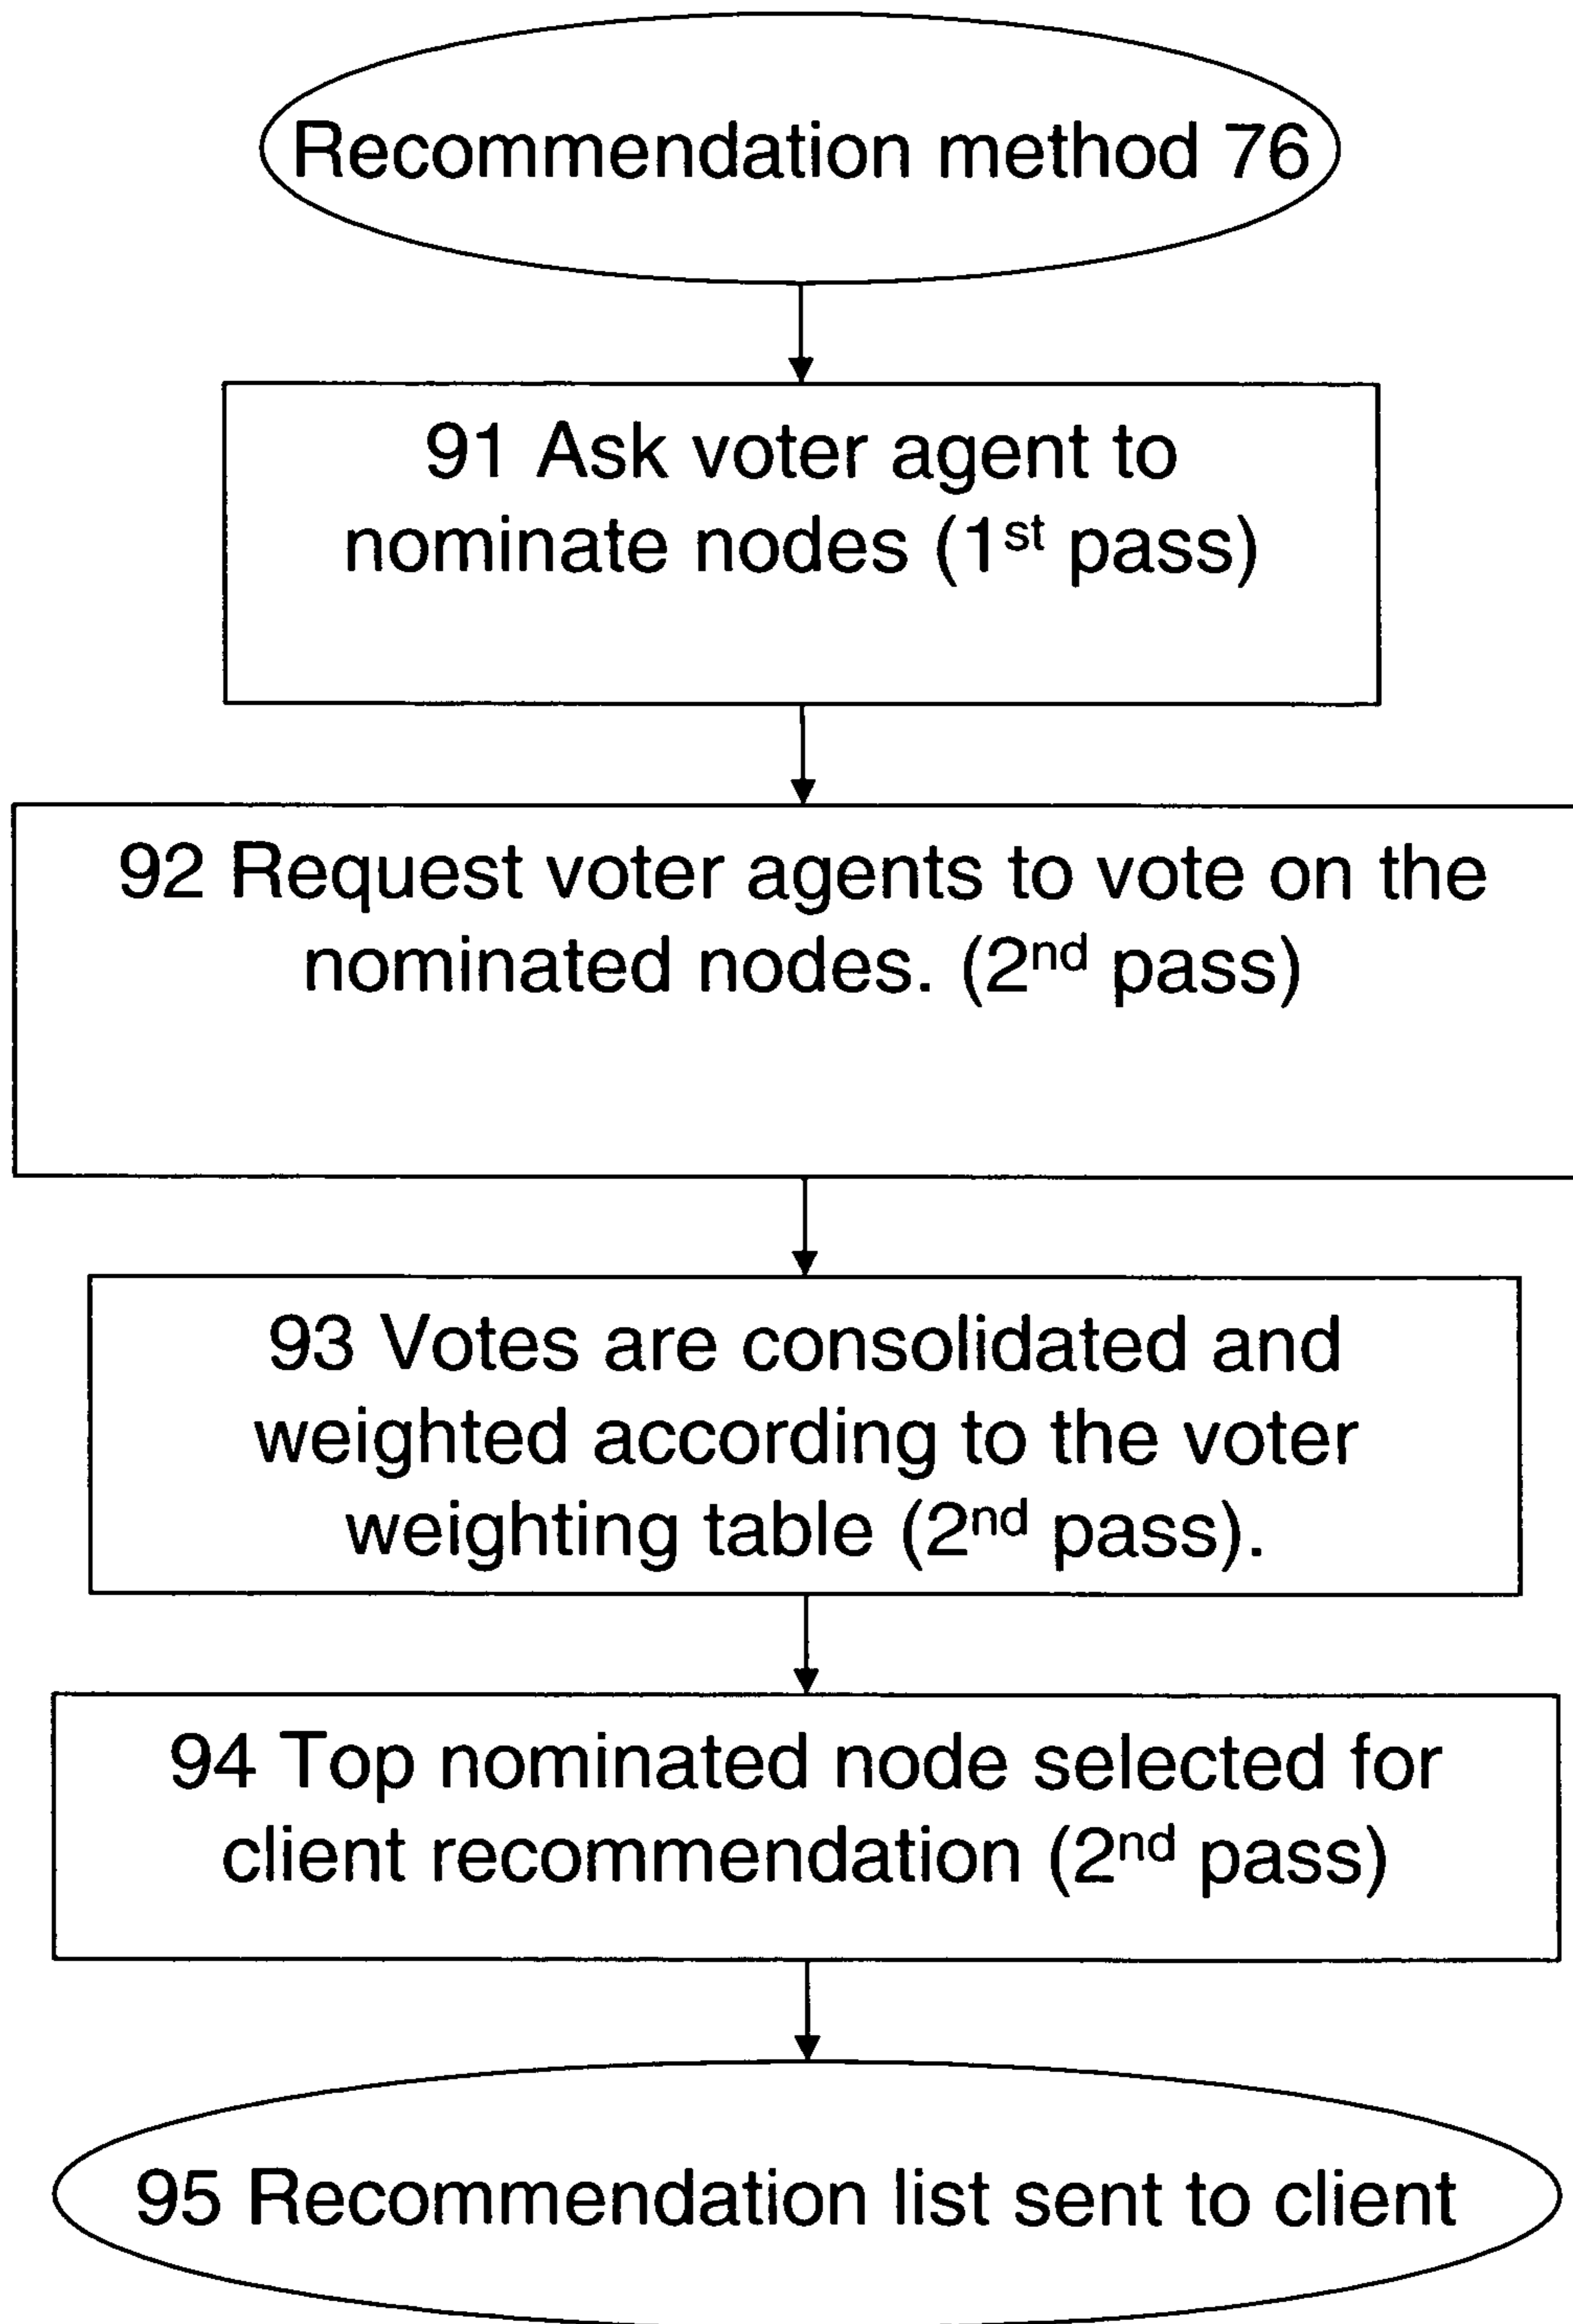 Recommendation method 76
91 Ask voter agent to
nominate nodes (1st pass)
92 Request voter agents to vote on the
nominated nodes. (2nd pass)
93 Votes are consolidated and
weighted according to the voter
weighting table (2nd pass).
94 Top nominated node selected for
client recommendation (2nd pass)
95 Recommendation list sent to client